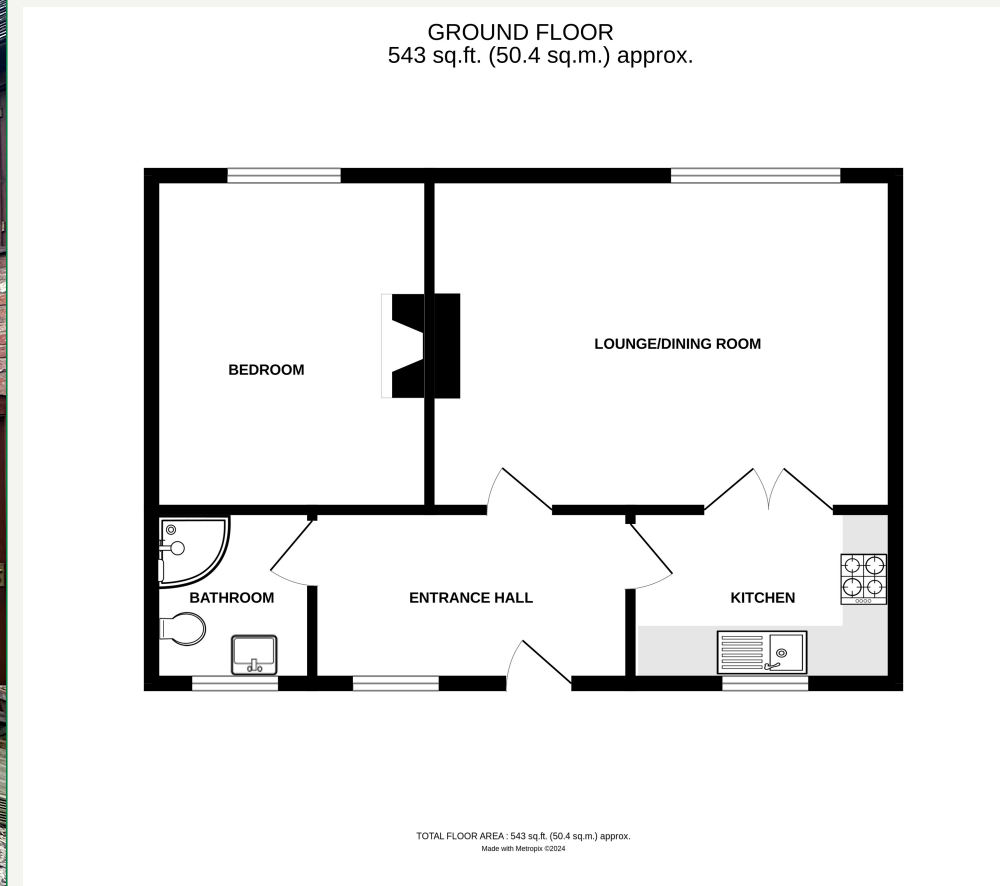 GROUND FLOOR
543 sq.ft. (50.4 sq.m.) approx.
LOUNGE/DINING ROOM
BEDROOM
BATHROOM
ENTRANCE HALL
KITCHEN
TOTAL FLOOR AREA : 543 sq.ft. (50.4 sq.m.) approx.
Made with Metropix ©2024